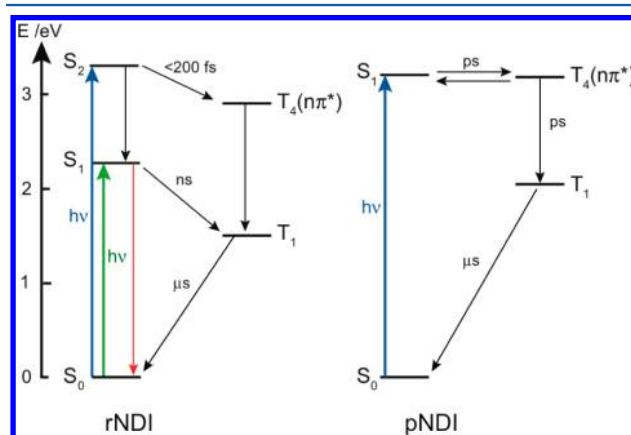 E /eV
3
2
1
0
S₂
<200 fs
T₄(nπ*)
S₁
ns
hν
hν
T₁
μs
S₀
rNDI
S₁
ps
T₄(nπ*)
ps
T₁
hν
μs
S₀
pNDI